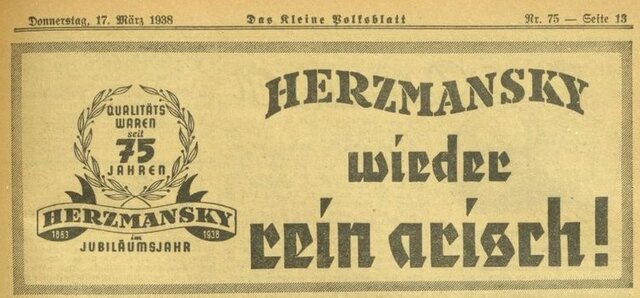 Donnerstag, 17. März 1938 Das Kleine Volksblatt Nr. 75 — Seite 13
QUALITÄTS
WAREN
seit
75
JAHREN
HERZMANSKY
1863 im 1938
JUBILÄUMSJAHR
HERZMANSKY
wieder
rein arisch!